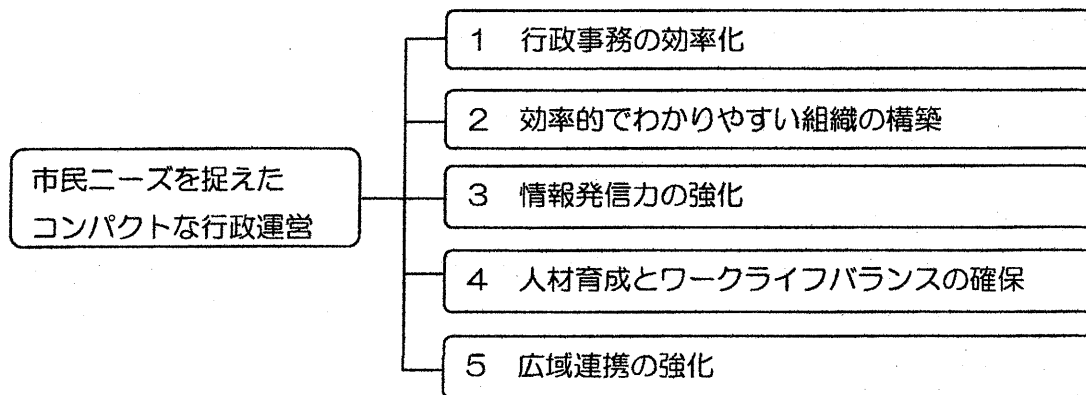 市民ニーズを捉えた
コンパクトな行政運営
1 行政事務の効率化
2 効率的でわかりやすい組織の構築
3 情報発信力の強化
4 人材育成とワークライフバランスの確保
5 広域連携の強化